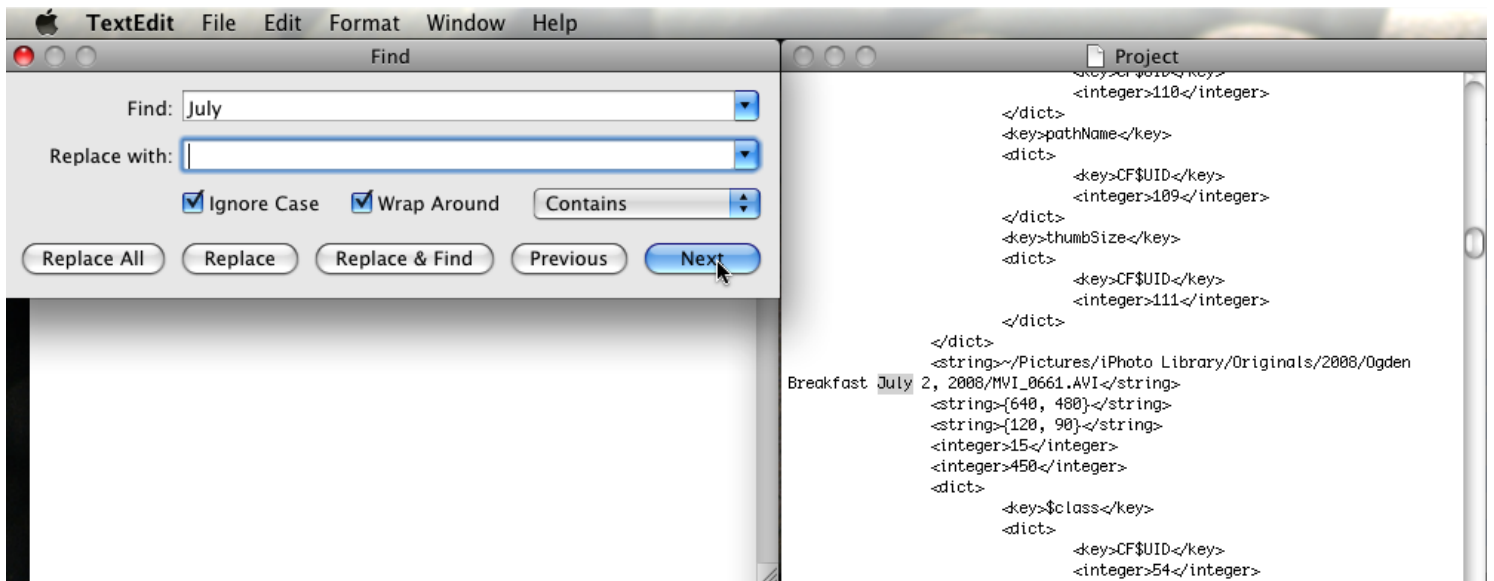 TextEdit File Edit Format Window Help
Find
Find: July
Replace with:
Ignore Case Wrap Around Contains
Replace All Replace Replace & Find Previous Next
Project
<key>CF$UID</key>
<integer>110</integer>
</dict>
<key>pathName</key>
<dict>
<key>CF$UID</key>
<integer>109</integer>
</dict>
<key>thumbSize</key>
<dict>
<key>CF$UID</key>
<integer>111</integer>
</dict>
</dict>
<string>~/Pictures/iPhoto Library/Originals/2008/Ogden
Breakfast July 2, 2008/MVI_0661.AVI</string>
<string>{640, 480}</string>
<string>{120, 90}</string>
<integer>15</integer>
<integer>450</integer>
<dict>
<key>$class</key>
<dict>
<key>CF$UID</key>
<integer>54</integer>